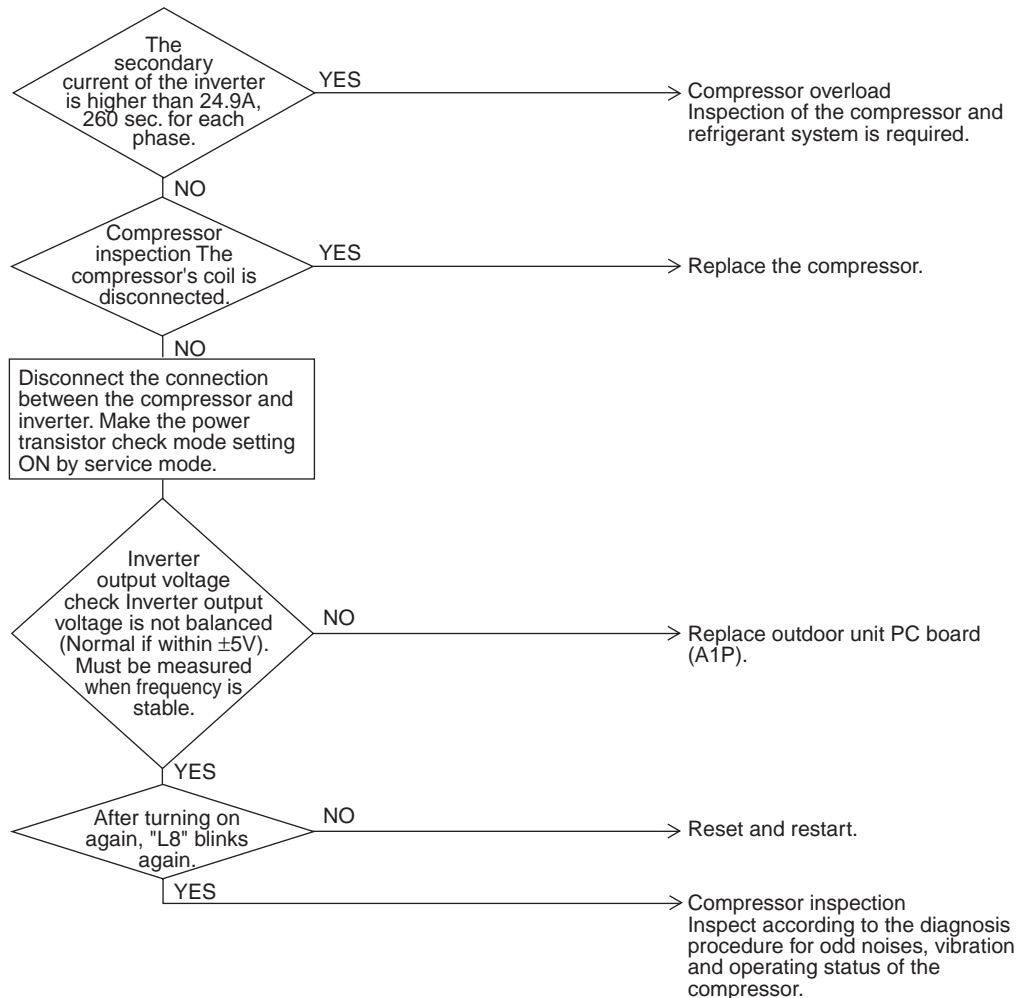 The
secondary
current of the inverter
is higher than 24.9A,
260 sec. for each
phase.
YES
Compressor overload
Inspection of the compressor and
refrigerant system is required.
NO
Compressor
inspection The
compressor's coil is
disconnected.
YES
Replace the compressor.
NO
Disconnect the connection
between the compressor and
inverter. Make the power
transistor check mode setting
ON by service mode.
Inverter
output voltage
check Inverter output
voltage is not balanced
(Normal if within ±5V).
Must be measured
when frequency is
stable.
NO
Replace outdoor unit PC board
(A1P).
YES
After turning on
again, "L8" blinks
again.
NO
Reset and restart.
YES
Compressor inspection
Inspect according to the diagnosis
procedure for odd noises, vibration
and operating status of the
compressor.